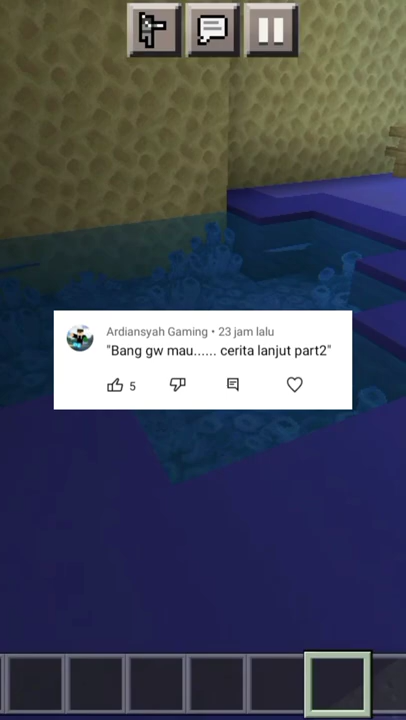 Ardiansyah Gaming • 23 jam lalu
"Bang gw mau...... cerita lanjut part2"
5